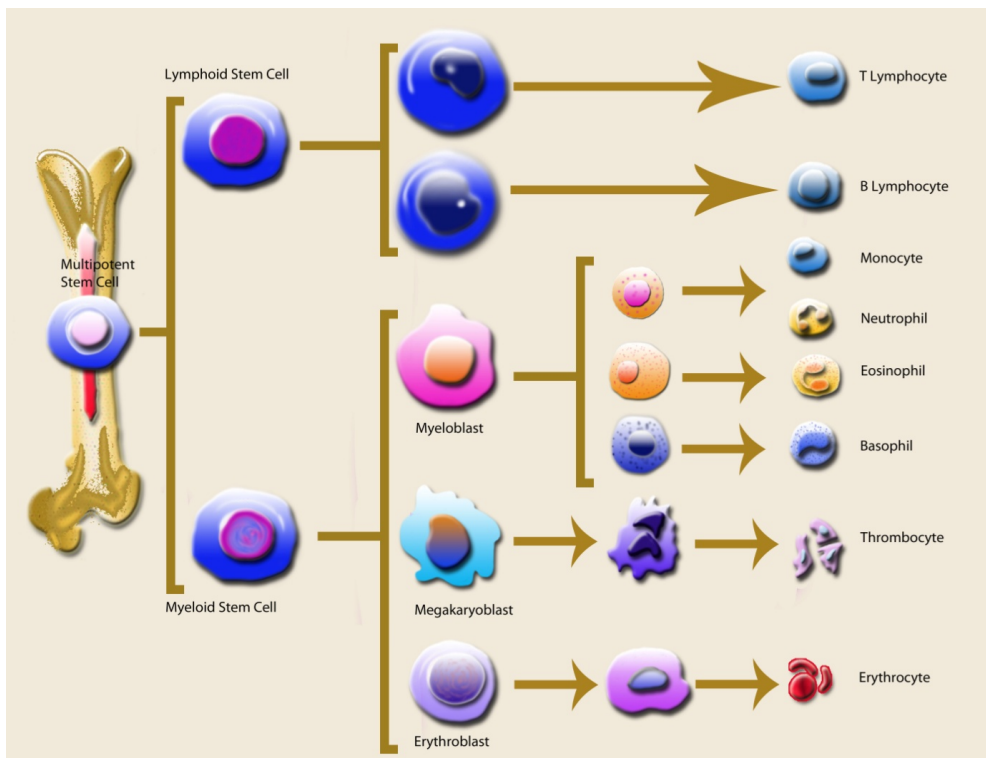 Lymphoid Stem Cell
T Lymphocyte
B Lymphocyte
Multipotent
Stem Cell
Monocyte
Neutrophil
Eosinophil
Myeloblast
Basophil
Thrombocyte
Myeloid Stem Cell
Megakaryoblast
Erythrocyte
Erythroblast